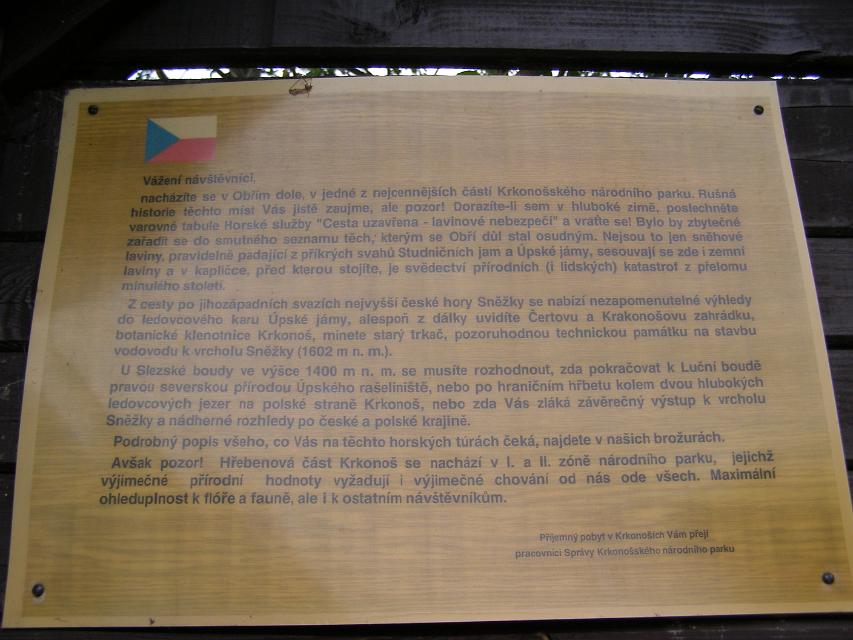 Vážení návštěvníci,
nacházíte se v Obřím dole, v jedné z nejcennějších částí Krkonošského národního parku. Rušná
historie těchto míst Vás jistě zaujme, ale pozor! Dorazíte-li sem v hluboké zimě, poslechněte
varovné tabule Horské služby "Cesta uzavřena - lavinové nebezpečí" a vraťte se! Bylo by zbytečné
zařadit se do smutného seznamu těch, kterým se Obří důl stal osudným. Nejsou to jen sněhové
laviny, pravidelně padající z příkrých svahů Studničních jam a Úpské jámy, sesouvají se zde i zemní
laviny a v kapličce, před kterou stojíte, je svědectví přírodních (i lidských) katastrof z přelomu
minulého století.
Z cesty po jihozápadních svazích nejvyšší české hory Sněžky se nabízí nezapomenutelné výhledy
do ledovcového karu Úpské jámy, alespoň z dálky uvidíte Čertovu a Krakonošovu zahrádku,
botanické klenotnice Krkonoš, minete starý trkač, pozoruhodnou technickou památku na stavbu
vodovodu k vrcholu Sněžky (1602 m n. m.).
U Slezské boudy ve výšce 1400 m n. m. se musíte rozhodnout, zda pokračovat k Luční boudě
pravou severskou přírodou Úpského rašeliniště, nebo po hraničním hřbetu kolem dvou hlubokých
ledovcových jezer na polské straně Krkonoš, nebo zda Vás zláká závěrečný výstup k vrcholu
Sněžky a nádherné rozhledy po české a polské krajině.
Podrobný popis všeho, co Vás na těchto horských túrách čeká, najdete v našich brožurách.
Avšak pozor! Hřebenová část Krkonoš se nachází v I. a II. zóně národního parku, jejichž
výjimečné přírodní hodnoty vyžadují i výjimečné chování od nás ode všech. Maximální
ohleduplnost k flóře a fauně, ale i k ostatním návštěvníkům.
Příjemný pobyt v Krkonoších Vám přejí
pracovníci Správy Krkonošského národního parku